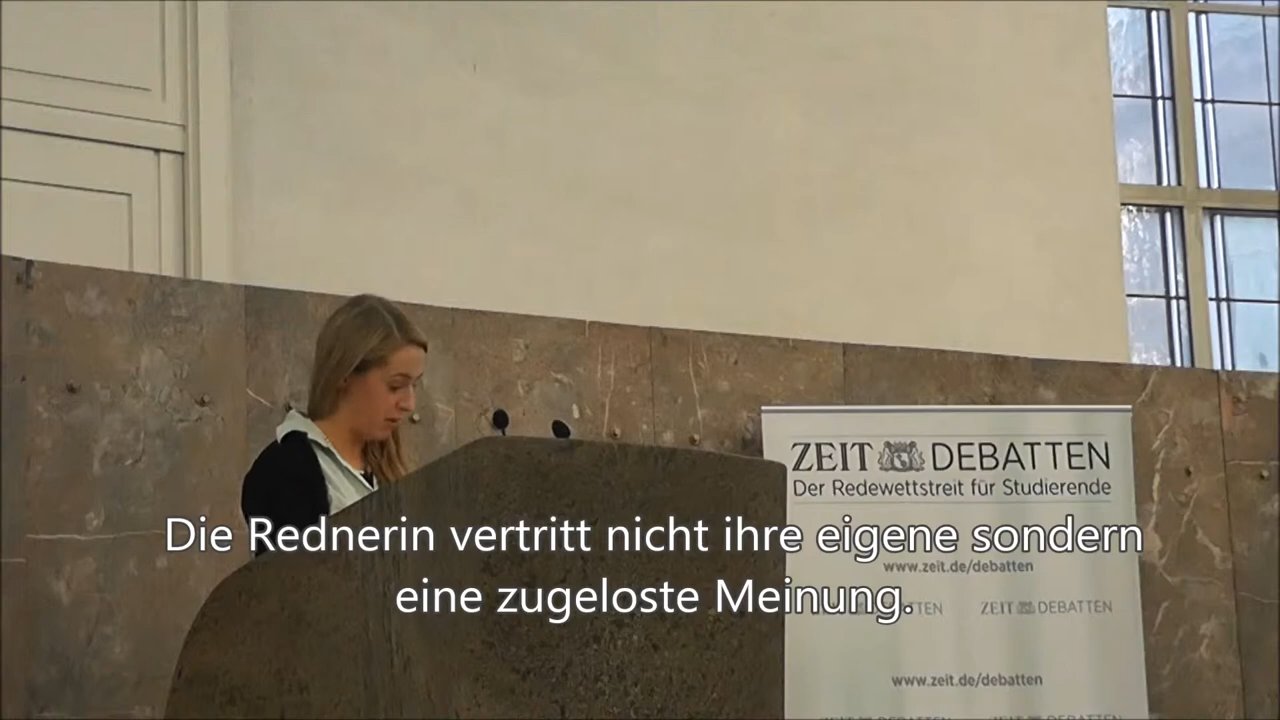 ZEIT DEBATTEN
Der Redewettstreit für Studierende
Die Rednerin vertritt nicht ihre eigene sondern
www.zeit.de/debatten
eine zugeloste Meinung.
ZEIT DEBATTEN
www.zeit.de/debatten